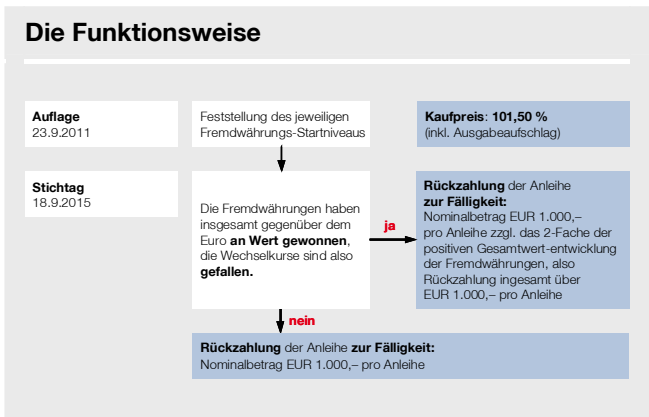 Die Funktionsweise
Auflage
23.9.2011
Feststellung des jeweiligen
Fremdwährungs-Startniveaus
Kaufpreis: 101,50 %
(inkl. Ausgabeaufschlag)
Stichtag
18.9.2015
Die Fremdwährungen haben
insgesamt gegenüber dem
Euro an Wert gewonnen,
die Wechselkurse sind also
gefallen.
ja
Rückzahlung der Anleihe
zur Fälligkeit:
Nominalbetrag EUR 1.000,–
pro Anleihe zzgl. das 2-Fache der
positiven Gesamtwert-entwicklung
der Fremdwährungen, also
Rückzahlung ingesamt über
EUR 1.000,– pro Anleihe
nein
Rückzahlung der Anleihe zur Fälligkeit:
Nominalbetrag EUR 1.000,– pro Anleihe